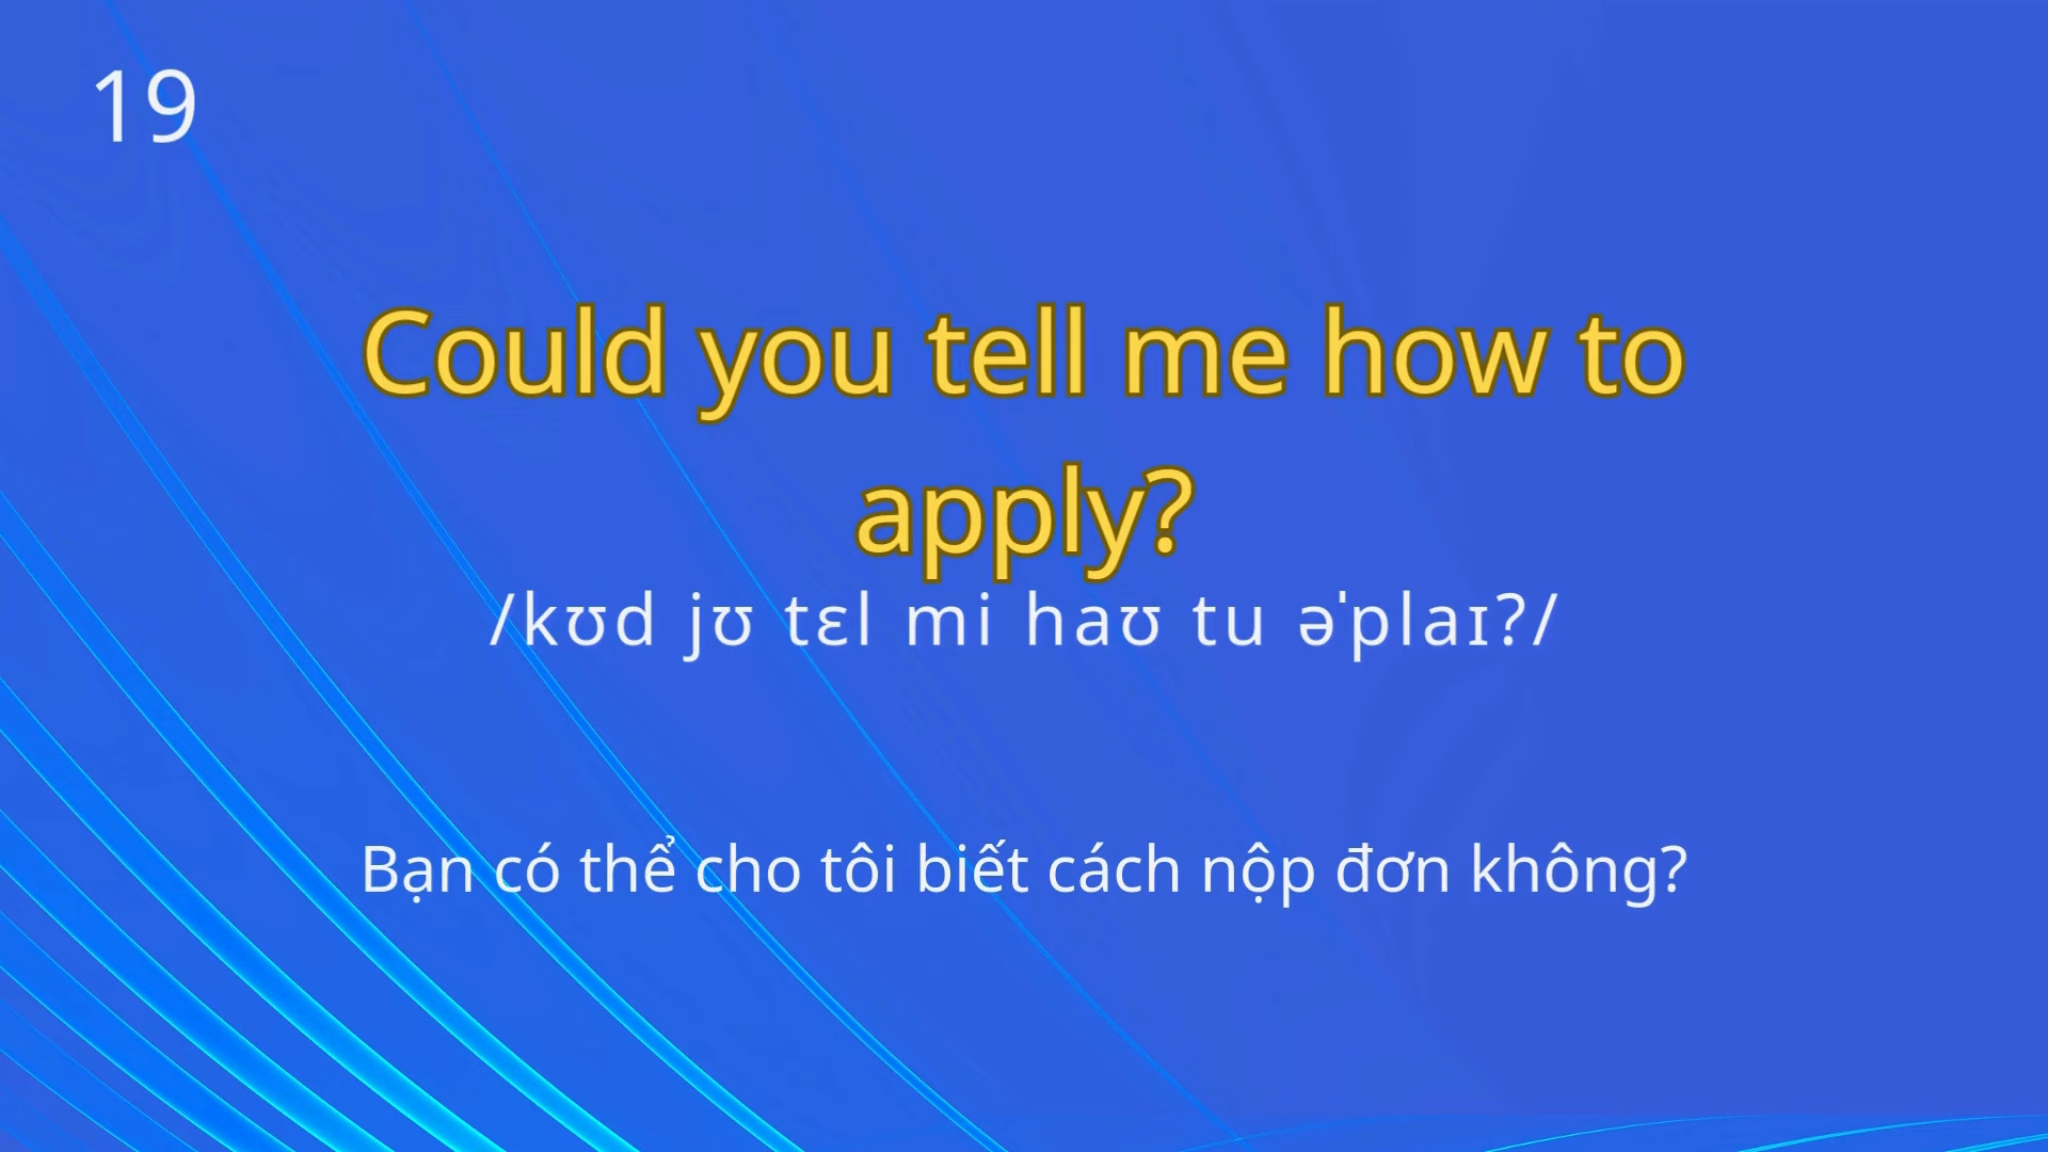 19
Could you tell me how to
apply?
/kʊd jʊ tɛl mi haʊ tu əˈplaɪ?/
Bạn có thể cho tôi biết cách nộp đơn không?